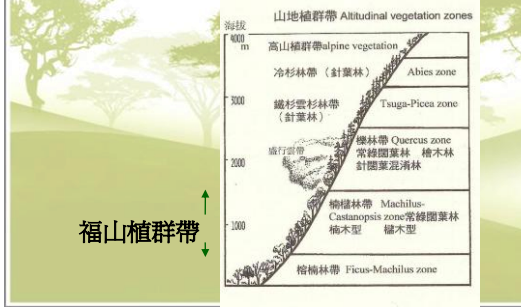 山地植群帶 Altitudinal vegetation zones
海拔
4000
m
高山植群帶alpine vegetation
冷杉林帶（針葉林）
Abies zone
3000
鐵杉雲杉林帶
（針葉林）
Tsuga-Picea zone
盛行雲帶
櫟林帶 Quercus zone
常綠闊葉林 檜木林
針闊葉混淆林
2000
楠櫧林帶 Machilus-
Castanopsis zone常綠闊葉林
楠木型 櫧木型
1000
福山植群帶
榕楠林帶 Ficus-Machilus zone